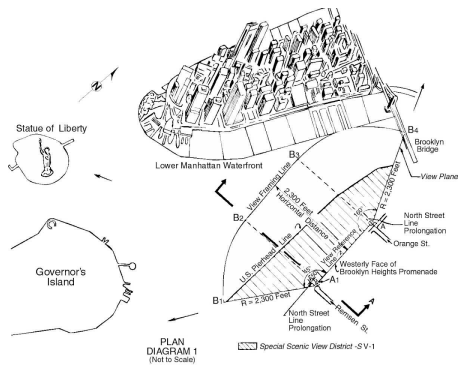 N
Statue of Liberty
Lower Manhattan Waterfront
B4
Brooklyn
Bridge
View Plane
B3
View Framing Line
R = 2,300 Feet
2,300 Feet
Horizontal Distance
B2
North Street
Line
Prolongation
A
Orange St.
U.S. Pierhead Line
View Reference
Line
Westerly Face of
Brooklyn Heights Promenade
Governor's
Island
B1
R = 2,300 Feet
A1
A
Remsen St.
North Street
Line
Prolongation
PLAN
DIAGRAM 1
(Not to Scale)
Special Scenic View District -S V-1